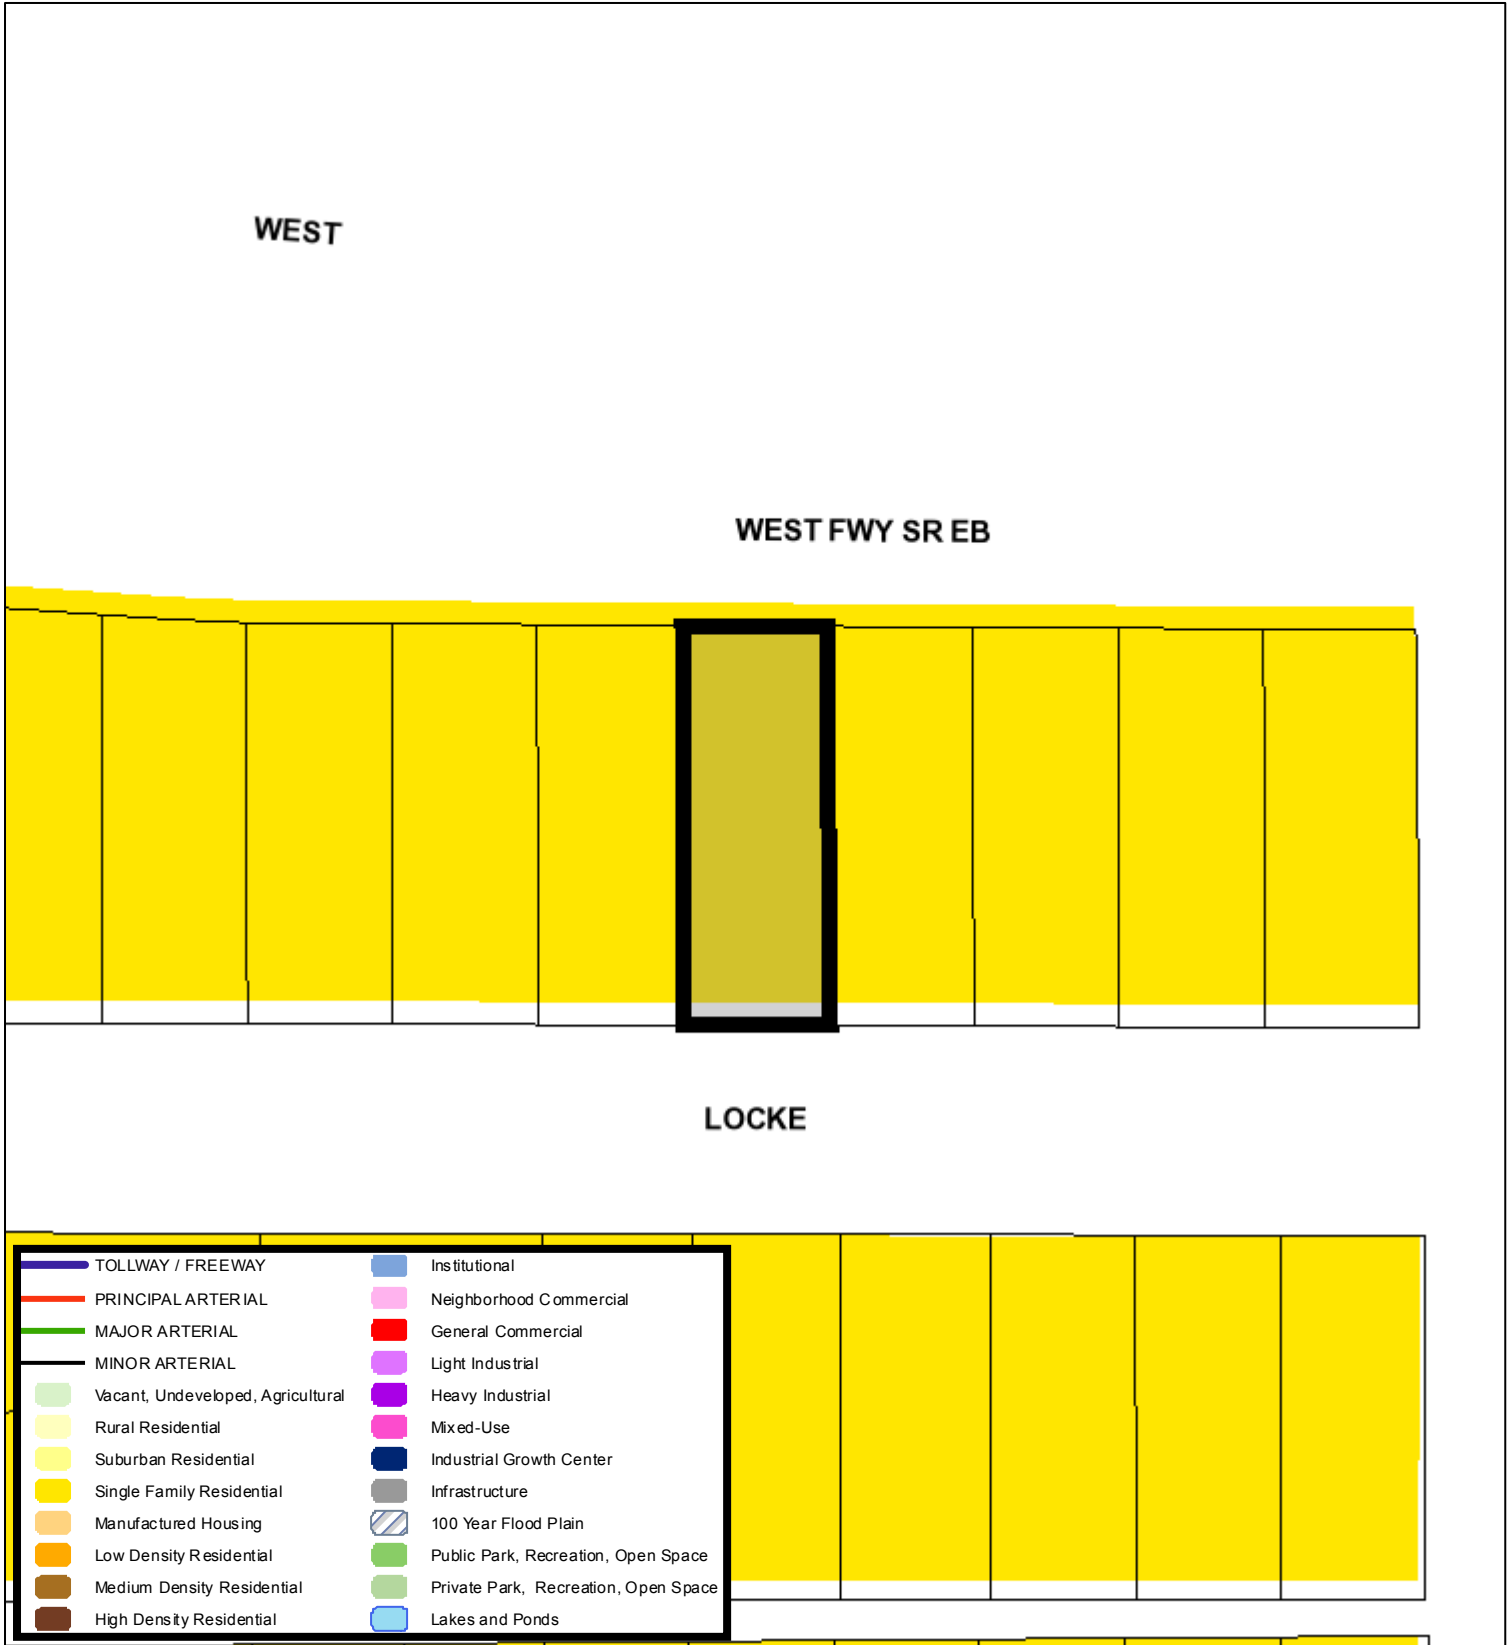 WEST
WEST FWY SR EB
LOCKE
TOLLWAY / FREEWAY
PRINCIPAL ARTERIAL
MAJOR ARTERIAL
MINOR ARTERIAL
Vacant, Undeveloped, Agricultural
Rural Residential
Suburban Residential
Single Family Residential
Manufactured Housing
Low Density Residential
Medium Density Residential
High Density Residential
Institutional
Neighborhood Commercial
General Commercial
Light Industrial
Heavy Industrial
Mixed-Use
Industrial Growth Center
Infrastructure
100 Year Flood Plain
Public Park, Recreation, Open Space
Private Park, Recreation, Open Space
Lakes and Ponds